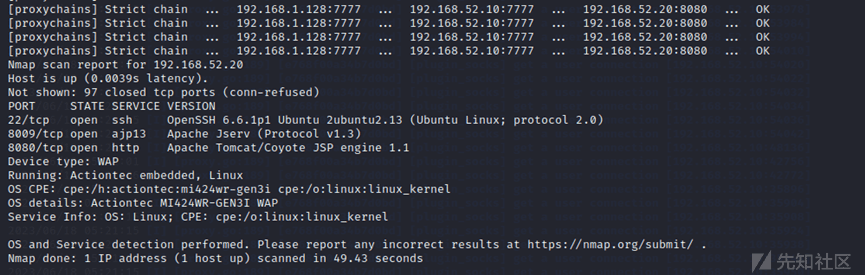 [proxychains] Strict chain  ...  192.168.1.128:7777  ...  192.168.52.10:7777  ...  192.168.52.20:8080  ...  OK
[proxychains] Strict chain  ...  192.168.1.128:7777  ...  192.168.52.10:7777  ...  192.168.52.20:8080  ...  OK
[proxychains] Strict chain  ...  192.168.1.128:7777  ...  192.168.52.10:7777  ...  192.168.52.20:8080  ...  OK
[proxychains] Strict chain  ...  192.168.1.128:7777  ...  192.168.52.10:7777  ...  192.168.52.20:8080  ...  OK
Nmap scan report for 192.168.52.20
Host is up (0.0039s latency).
Not shown: 97 closed tcp ports (conn-refused)
PORT     STATE SERVICE VERSION
22/tcp   open  ssh     OpenSSH 6.6.1p1 Ubuntu 2ubuntu2.13 (Ubuntu Linux; protocol 2.0)
8009/tcp open  ajp13   Apache Jserv (Protocol v1.3)
8080/tcp open  http    Apache Tomcat/Coyote JSP engine 1.1
Device type: WAP
Running: Actiontec embedded, Linux
OS CPE: cpe:/h:actiontec:mi424wr-gen3i cpe:/o:linux:linux_kernel
OS details: Actiontec MI424WR-GEN3I WAP
Service Info: OS: Linux; CPE: cpe:/o:linux:linux_kernel
OS and Service detection performed. Please report any incorrect results at https://nmap.org/submit/ .
Nmap done: 1 IP address (1 host up) scanned in 49.43 seconds
先知社区